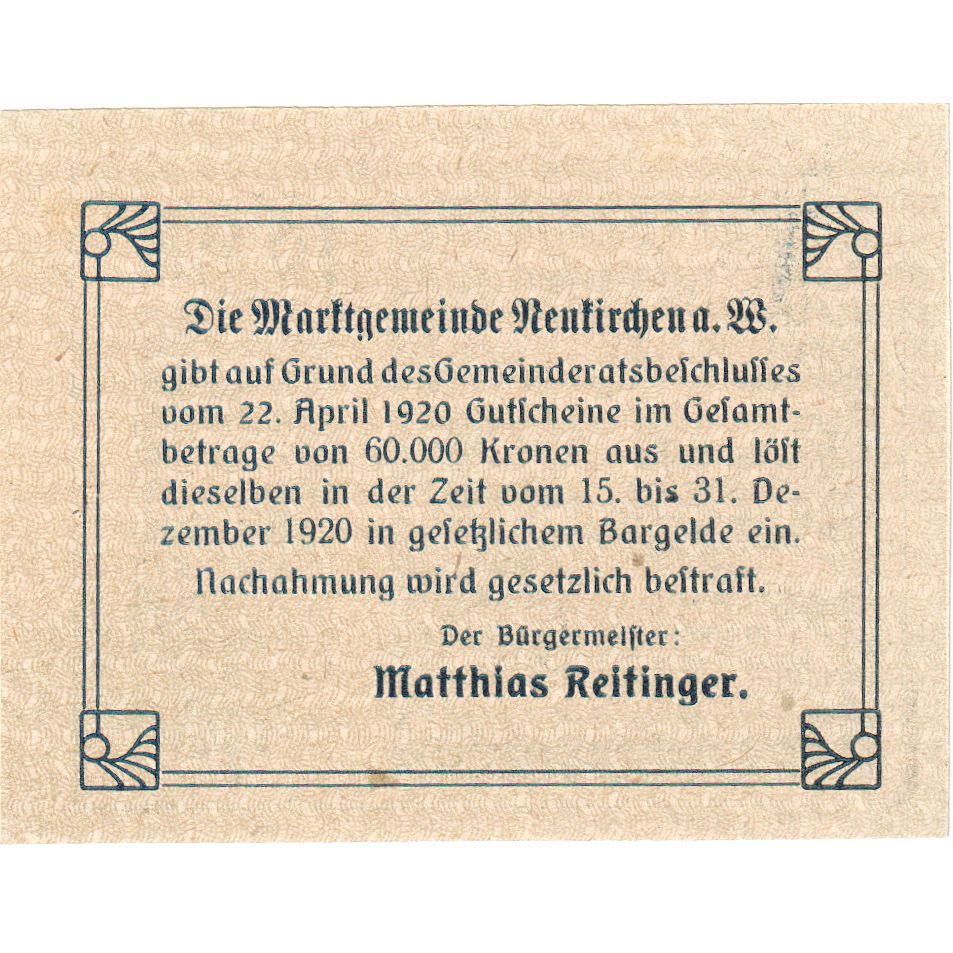 Die Marktgemeinde Neukirchen a. W.
gibt auf Grund des Gemeinderatsbeſchluſſes
vom 22. April 1920 Gutſcheine im Geſamt-
betrage von 60.000 Kronen aus und löſt
dieselben in der Zeit vom 15. bis 31. De-
zember 1920 in geſetzlichem Bargelde ein.
Nachahmung wird gesetzlich beſtraft.
Der Bürgermeiſter:
Matthias Reitinger.